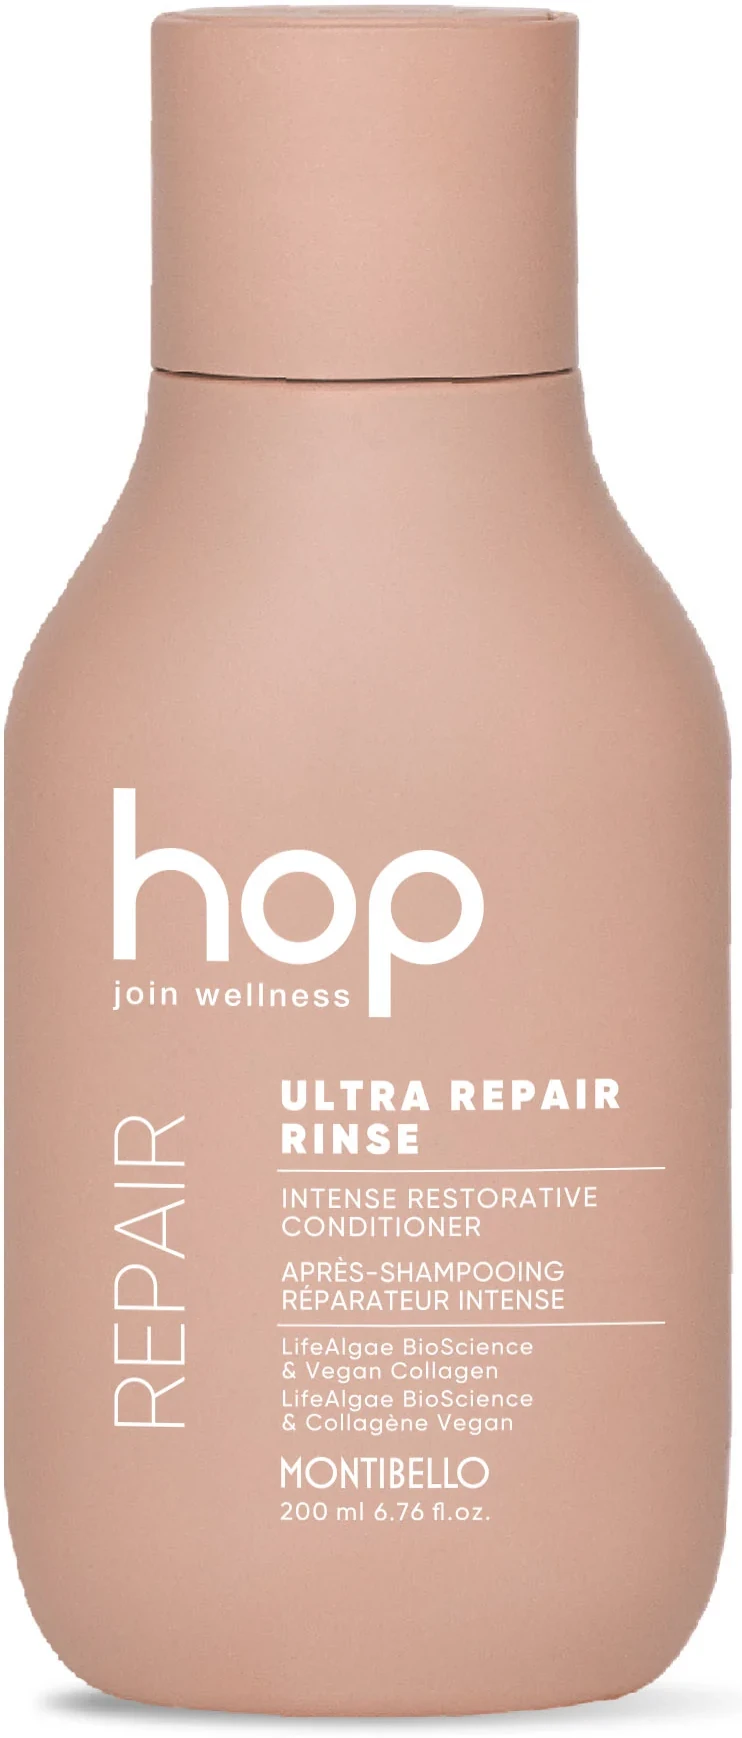 hop
join wellness
REPAIR
ULTRA REPAIR
RINSE
INTENSE RESTORATIVE
CONDITIONER
APRÈS-SHAMPOOING
RÉPARATEUR INTENSE
LifeAlgae BioScience
& Vegan Collagen
LifeAlgae BioScience
& Collagène Vegan
MONTIBELLO
200 ml 6.76 fl.oz.